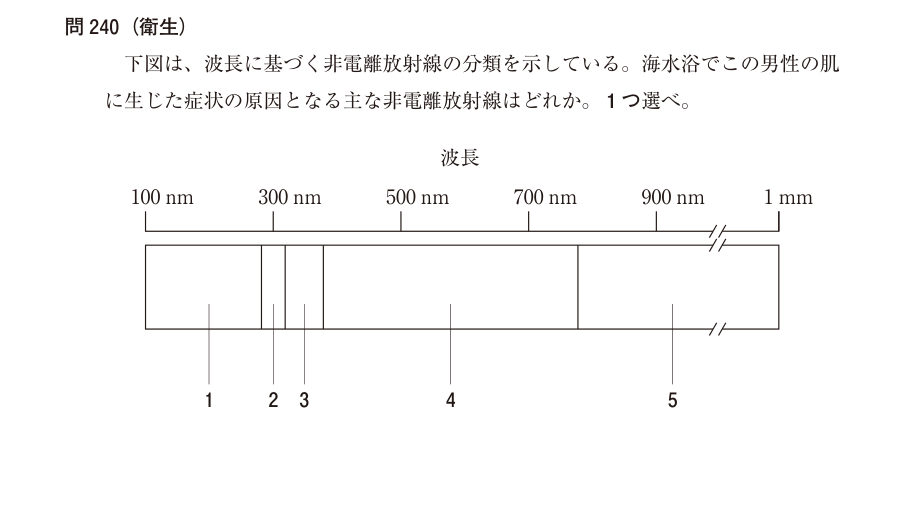 問 240(衛生)
下図は、波長に基づく非電離放射線の分類を示している。海水浴でこの男性の肌
に生じた症状の原因となる主な非電離放射線はどれか。1つ選べ。
波長
100 nm 300 nm 500 nm 700 nm 900 nm 1 mm
1 2 3 4 5